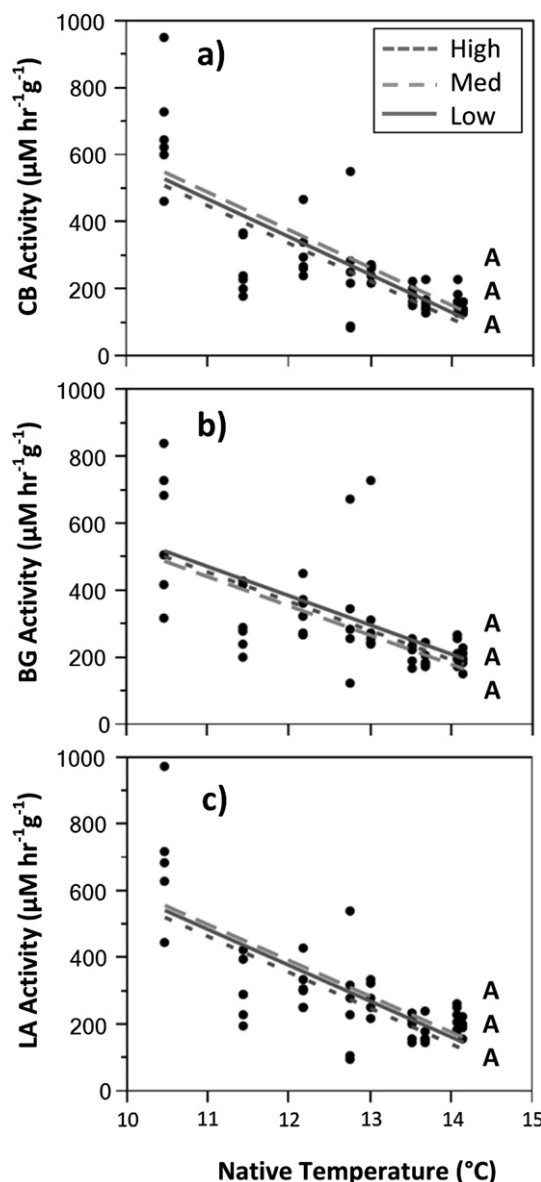 a)
High
Med
Low
CB Activity (µM hr⁻¹g⁻¹)
1000
800
600
400
200
0
A
A
A
b)
BG Activity (µM hr⁻¹g⁻¹)
1000
800
600
400
200
0
A
A
A
c)
LA Activity (µM hr⁻¹g⁻¹)
1000
800
600
400
200
0
A
A
A
10 11 12 13 14 15
Native Temperature (°C)